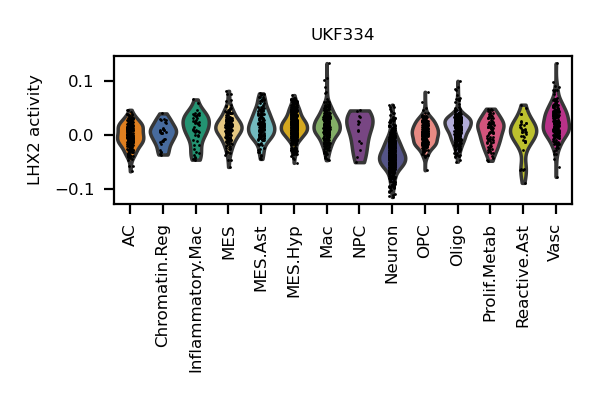 UKF334
LHX2 activity
0.1
0.0
−0.1
AC
Chromatin.Reg
Inflammatory.Mac
MES
MES.Ast
MES.Hyp
Mac
NPC
Neuron
OPC
Oligo
Prolif.Metab
Reactive.Ast
Vasc